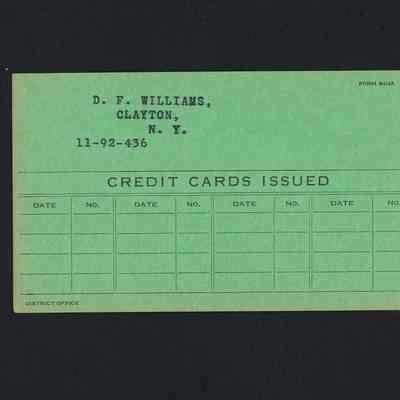 D. F. WILLIAMS,
CLAYTON,
N. Y.
11-92-436
CREDIT CARDS ISSUED
DATE NO. DATE NO. DATE NO. DATE NO.
DISTRICT OFFICE